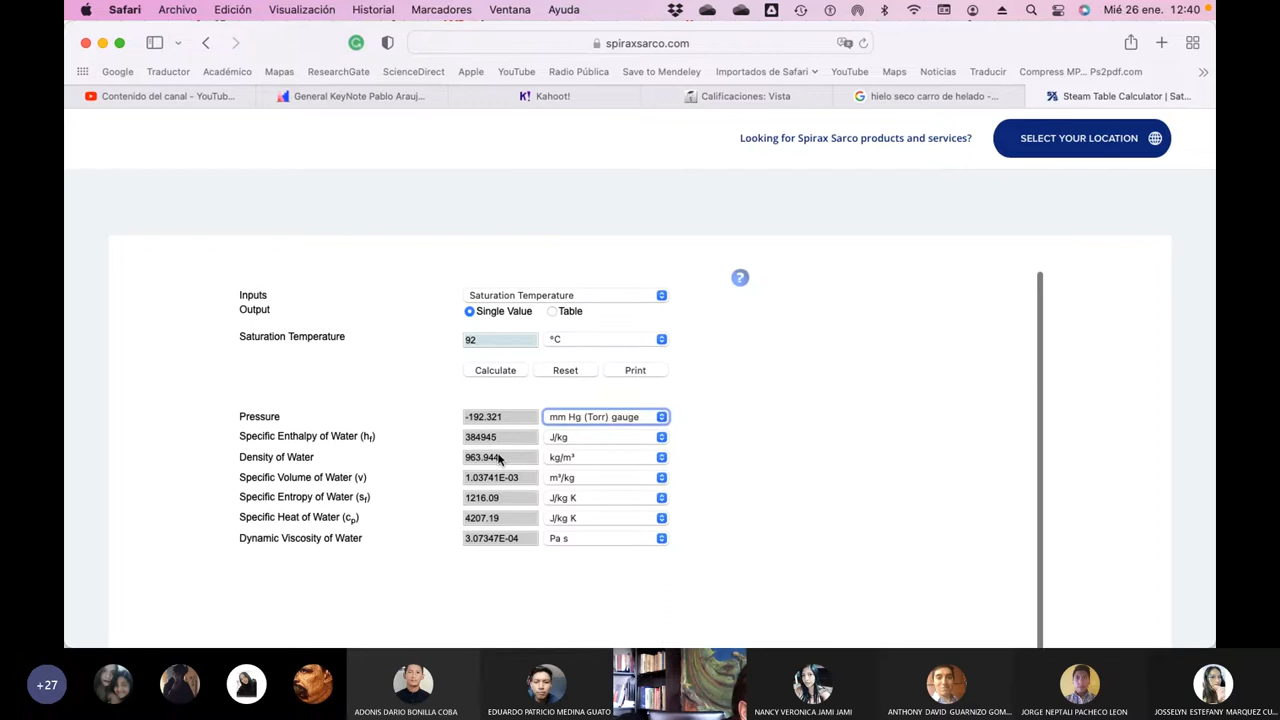 Safari Archivo Edición Visualización Historial Marcadores Ventana Ayuda Mié 26 ene. 12:40
spiraxsarco.com
Google Traductor Académico Mapas ResearchGate ScienceDirect Apple YouTube Radio Pública Save to Mendeley Importados de Safari YouTube Maps Noticias Traducir Compress MP... Ps2pdf.com
Contenido del canal - YouTub... General KeyNote Pablo Arauj... Kahoot! Calificaciones: Vista hielo seco carro de helado -... Steam Table Calculator | Sat...
Looking for Spirax Sarco products and services? SELECT YOUR LOCATION
?
Inputs Saturation Temperature
Output Single Value Table
Saturation Temperature 92 °C
Calculate Reset Print
Pressure -192.321 mm Hg (Torr) gauge
Specific Enthalpy of Water (hf) 384945 J/kg
Density of Water 963.944 kg/m³
Specific Volume of Water (v) 1.03741E-03 m³/kg
Specific Entropy of Water (sf) 1216.09 J/kg K
Specific Heat of Water (cp) 4207.19 J/kg K
Dynamic Viscosity of Water 3.07347E-04 Pa s
+27
ADONIS DARIO BONILLA COBA EDUARDO PATRICIO MEDINA GUATO NANCY VERONICA JAMI JAMI ANTHONY DAVID GUARNIZO GOM... JORGE NEPTALI PACHECO LEON JOSSELYN ESTEFANY MARQUEZ CU...